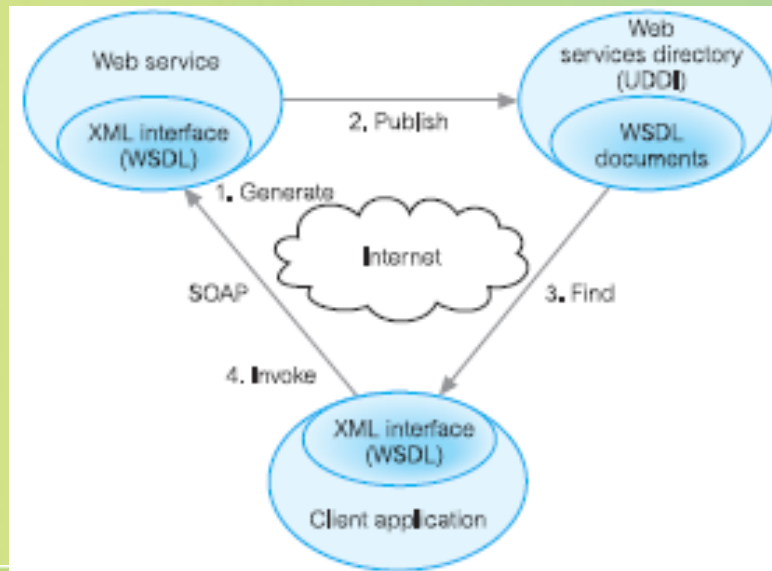 Web service
XML interface
(WSDL)
Web
services directory
(UDDI)
WSDL
documents
2. Publish
1. Generate
Internet
SOAP
3. Find
4. Invoke
XML interface
(WSDL)
Client application